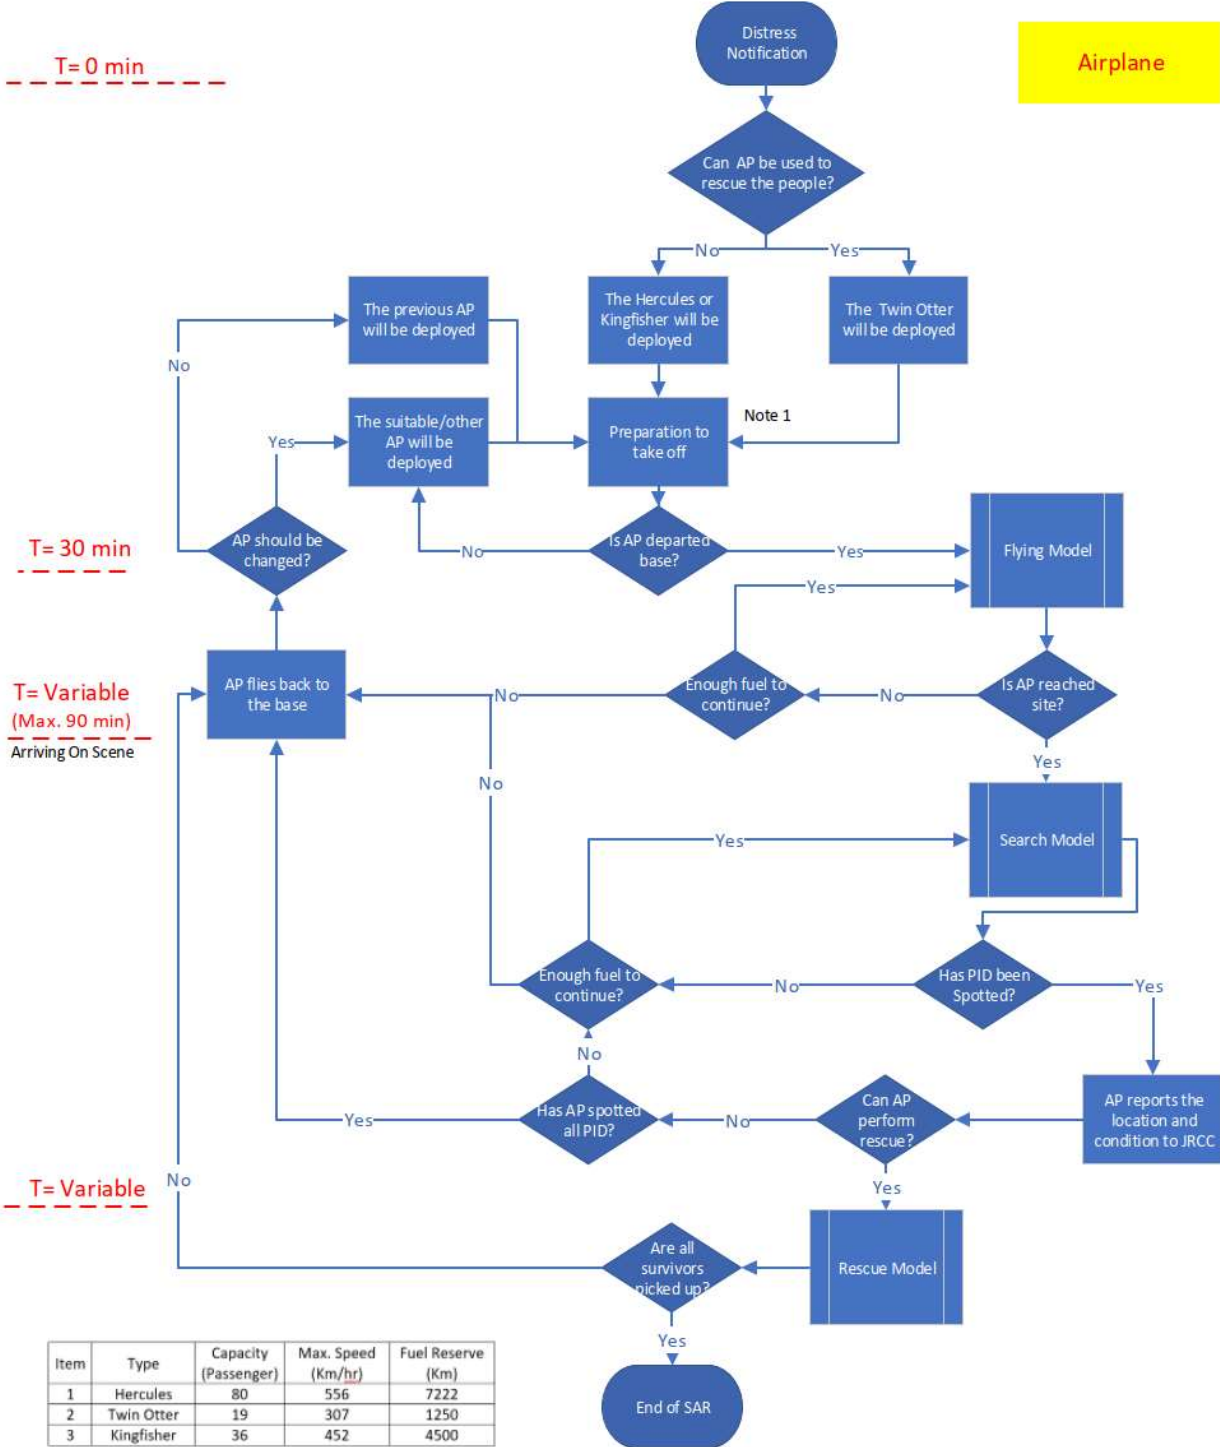 Distress
Notification
T= 0 min
Airplane
Can AP be used to
rescue the people?
No
Yes
The previous AP
will be deployed
The Hercules or
Kingfisher will be
deployed
The Twin Otter
will be deployed
No
Note 1
The suitable/other
AP will be
deployed
Preparation to
take off
Yes
T= 30 min
AP should be
changed?
No
Is AP departed
base?
Yes
Flying Model
Yes
T= Variable
(Max. 90 min)
Arriving On Scene
AP flies back to
the base
No
Enough fuel to
continue?
No
Is AP reached
site?
Yes
No
Yes
Search Model
Enough fuel to
continue?
No
Has PID been
Spotted?
Yes
No
Yes
Has AP spotted
all PID?
No
Can AP
perform
rescue?
AP reports the
location and
condition to JRCC
T= Variable
No
Yes
Are all
survivors
picked up?
Rescue Model
Yes
End of SAR
Item Type Capacity (Passenger) Max. Speed (Km/hr) Fuel Reserve (Km)
1 Hercules 80 556 7222
2 Twin Otter 19 307 1250
3 Kingfisher 36 452 4500